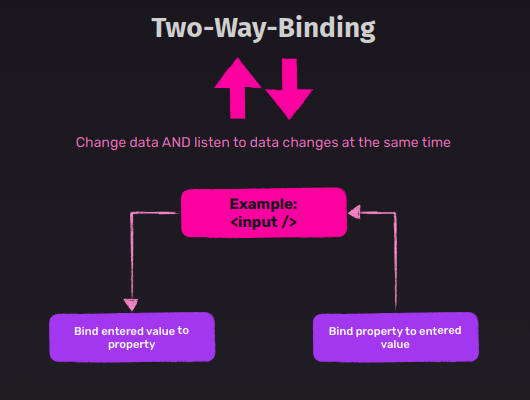 Two-Way-Binding
Change data AND listen to data changes at the same time
Example:
<input />
Bind entered value to
property
Bind property to entered
value